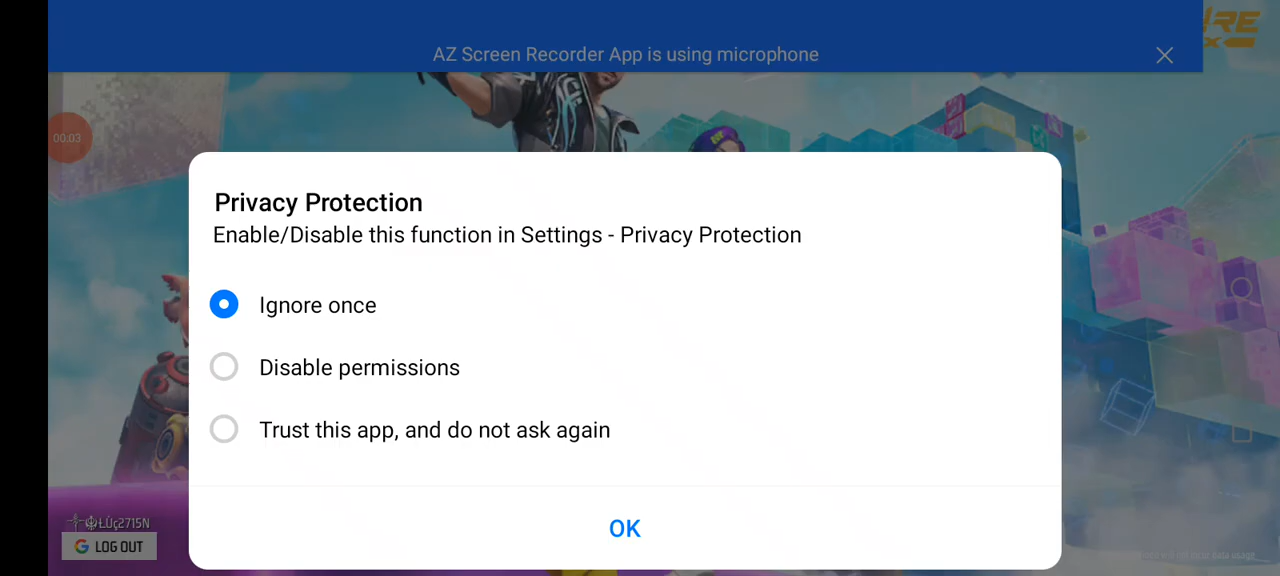 AZ Screen Recorder App is using microphone
00:03
Privacy Protection
Enable/Disable this function in Settings - Privacy Protection
Ignore once
Disable permissions
Trust this app, and do not ask again
OK
G LOG OUT